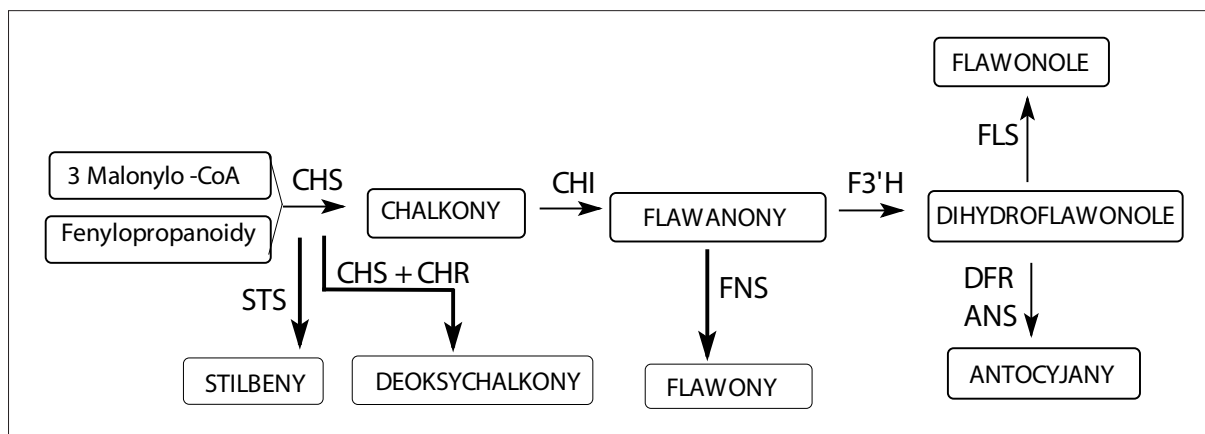 FLAWONOLE
FLS
3 Malonylo -CoA
Fenylopropanoidy
CHS
CHALKONY
CHI
FLAWANONY
F3'H
DIHYDROFLAWONOLE
STS
CHS + CHR
FNS
DFR
ANS
STILBENY
DEOKSYCHALKONY
FLAWONY
ANTOCYJANY